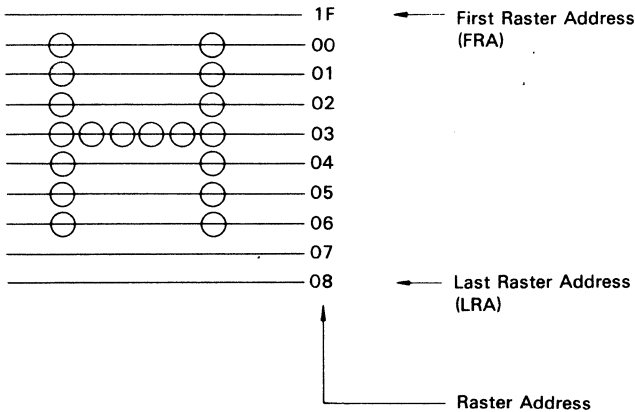 1F First Raster Address
(FRA)
00
01
02
03
04
05
06
07
08 Last Raster Address
(LRA)
Raster Address